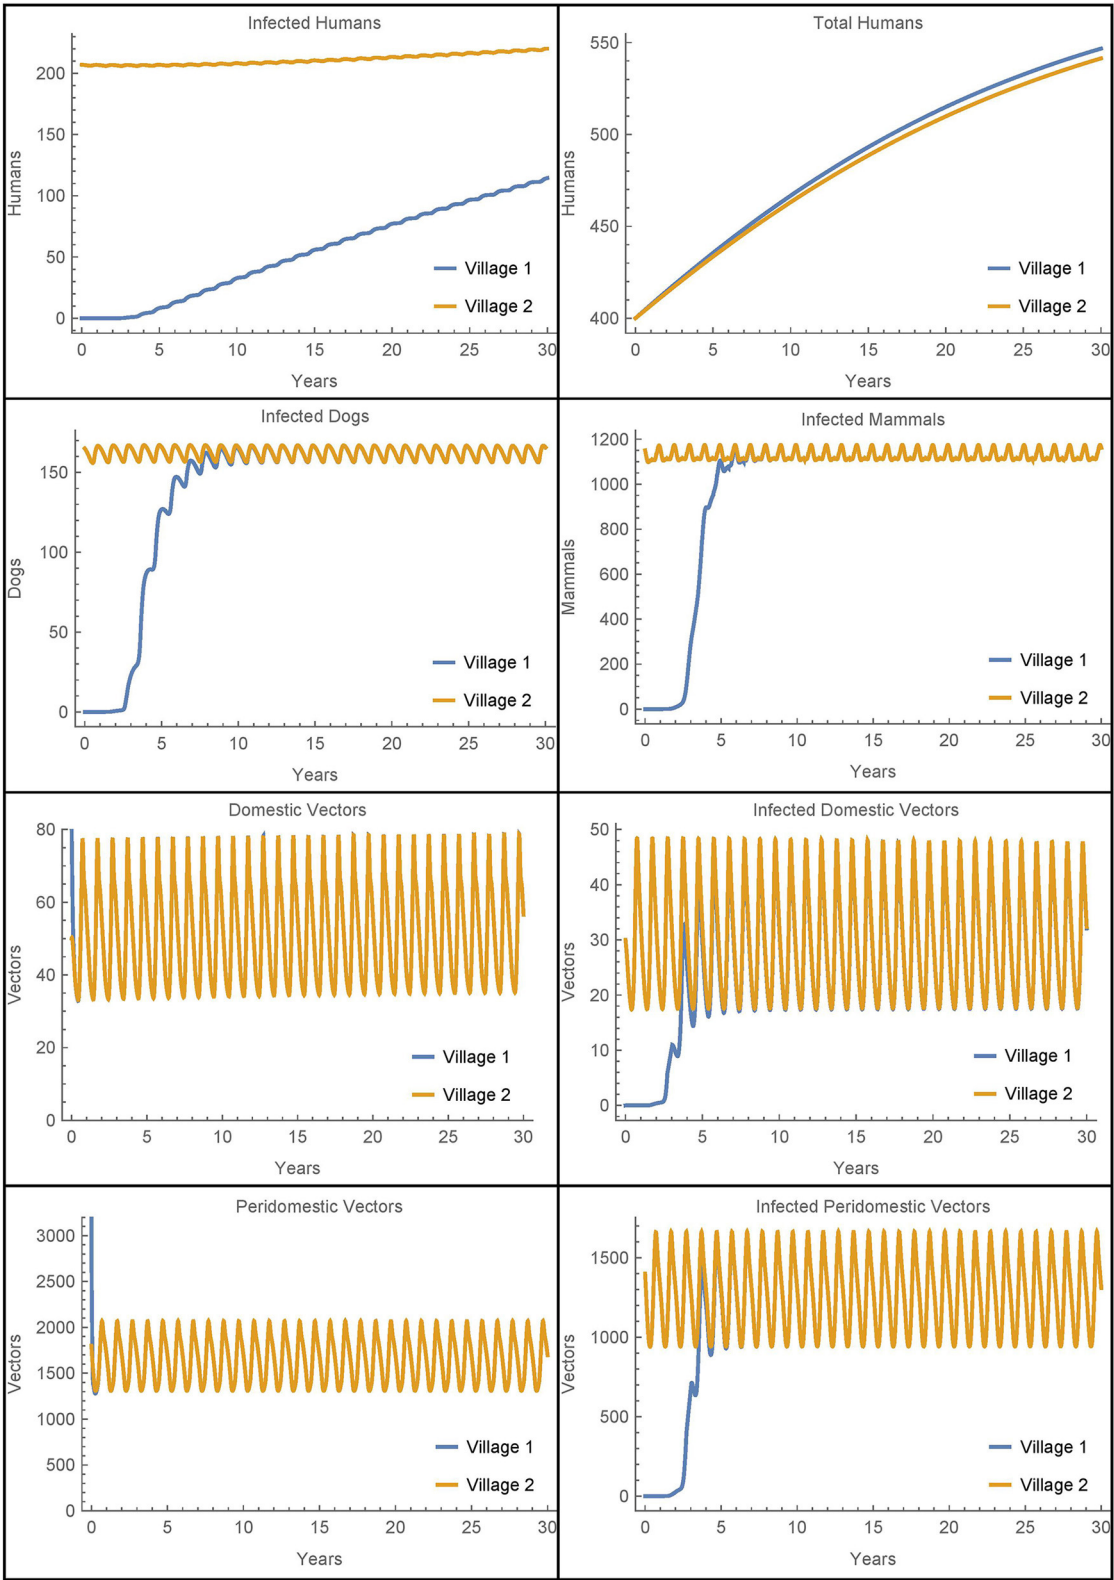 Infected Humans
Humans
200
150
100
50
0
0 5 10 15 20 25 30
Years
Village 1
Village 2
Total Humans
Humans
550
500
450
400
0 5 10 15 20 25 30
Years
Village 1
Village 2
Infected Dogs
Dogs
150
100
50
0
0 5 10 15 20 25 30
Years
Village 1
Village 2
Infected Mammals
Mammals
1200
1000
800
600
400
200
0
0 5 10 15 20 25 30
Years
Village 1
Village 2
Domestic Vectors
Vectors
80
60
40
20
0
0 5 10 15 20 25 30
Years
Village 1
Village 2
Infected Domestic Vectors
Vectors
50
40
30
20
10
0
0 5 10 15 20 25 30
Years
Village 1
Village 2
Peridomestic Vectors
Vectors
3000
2500
2000
1500
1000
500
0
0 5 10 15 20 25 30
Years
Village 1
Village 2
Infected Peridomestic Vectors
Vectors
1500
1000
500
0
0 5 10 15 20 25 30
Years
Village 1
Village 2